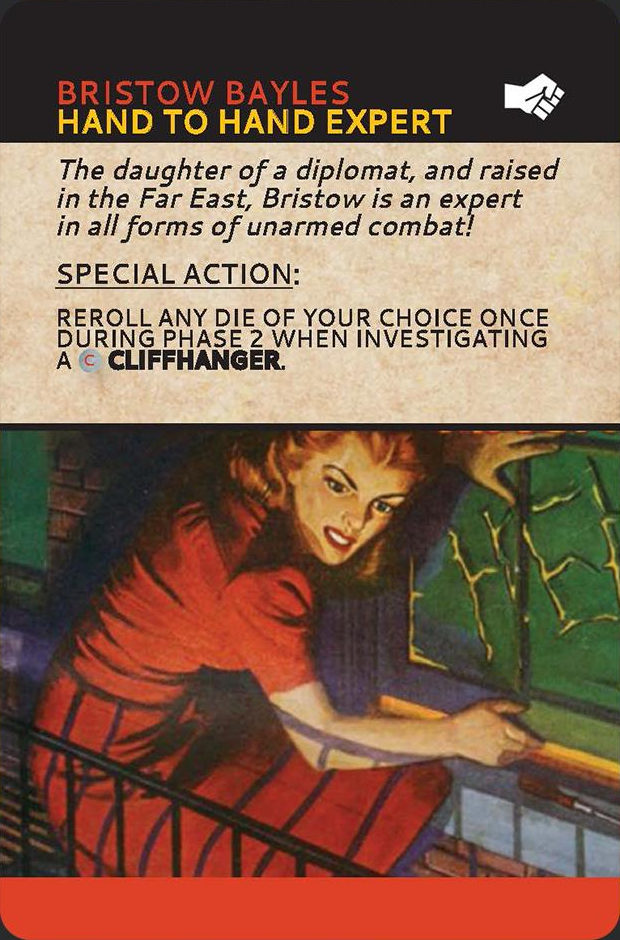 BRISTOW BAYLES
HAND TO HAND EXPERT
The daughter of a diplomat, and raised
in the Far East, Bristow is an expert
in all forms of unarmed combat!
SPECIAL ACTION:
REROLL ANY DIE OF YOUR CHOICE ONCE
DURING PHASE 2 WHEN INVESTIGATING
A C CLIFFHANGER.
HELP